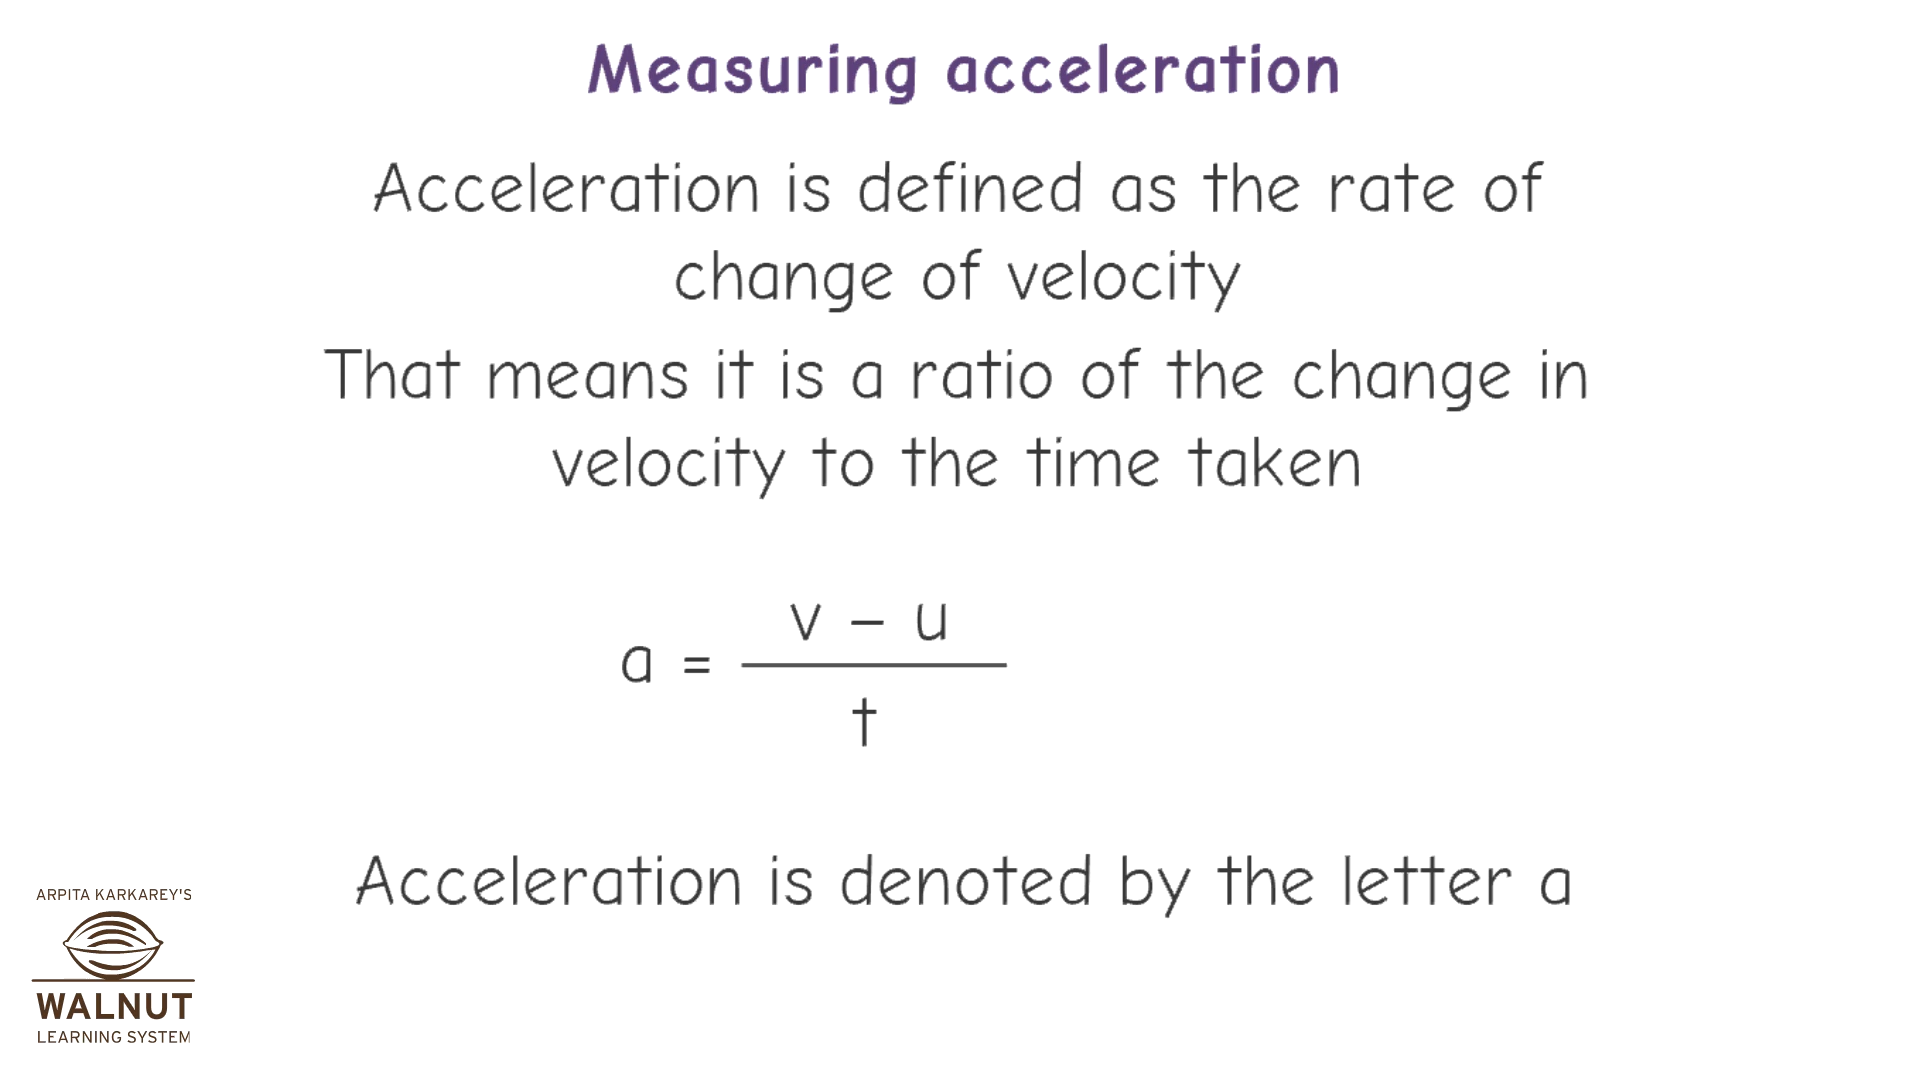 Measuring acceleration
Acceleration is defined as the rate of
change of velocity
That means it is a ratio of the change in
velocity to the time taken
v – u
a =
t
Acceleration is denoted by the letter a
ARPITA KARKAREY'S
WALNUT
LEARNING SYSTEM